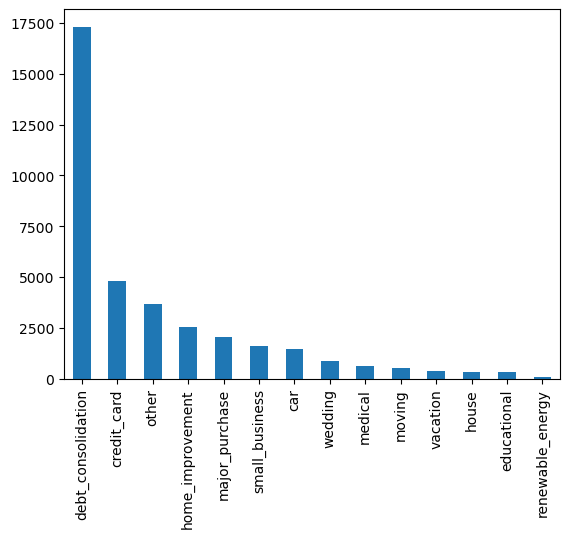 17500
15000
12500
10000
7500
5000
2500
0
debt_consolidation
credit_card
other
home_improvement
major_purchase
small_business
car
wedding
medical
moving
vacation
house
educational
renewable_energy